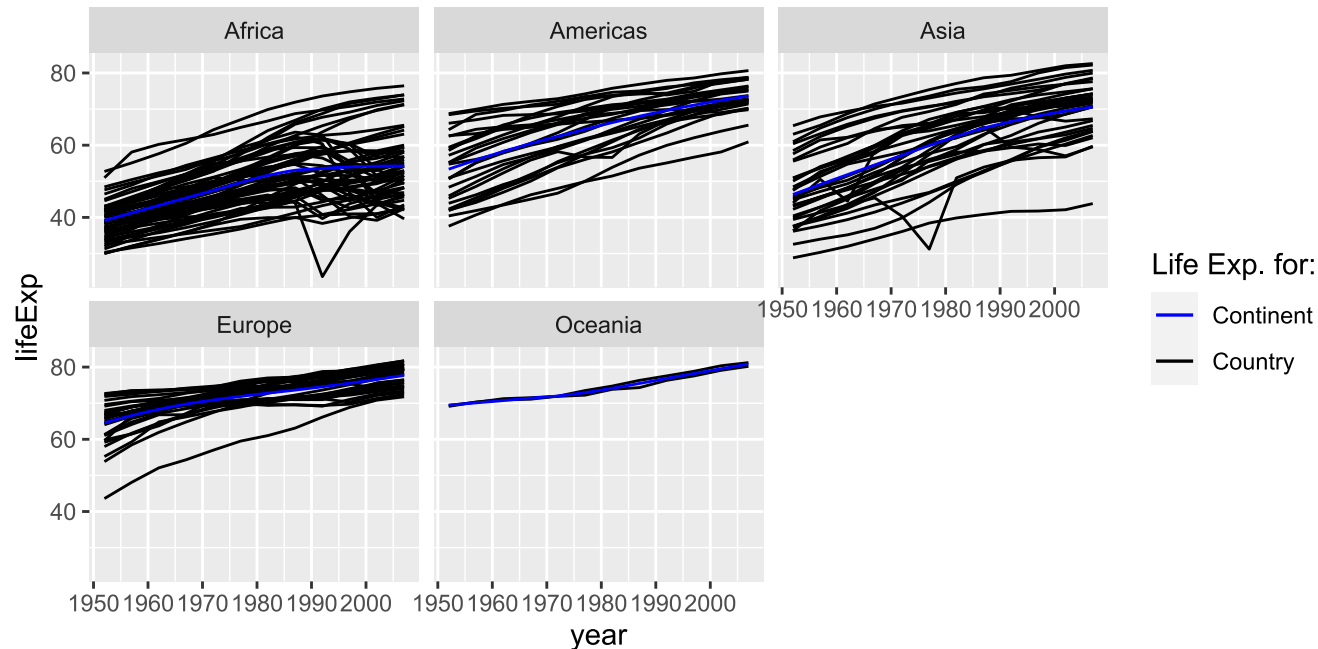 Africa
Americas
Asia
80
60
40
1950 1960 1970 1980 1990 2000
Europe
Oceania
80
60
40
1950 1960 1970 1980 1990 2000
1950 1960 1970 1980 1990 2000
lifeExp
year
Life Exp. for:
Continent
Country